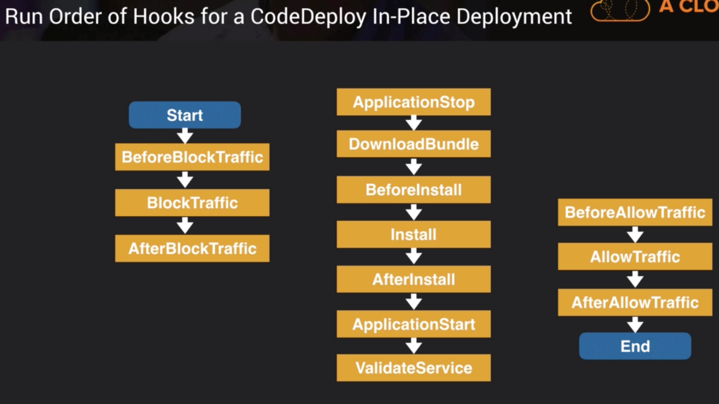 Run Order of Hooks for a CodeDeploy In-Place Deployment
A CLO
Start
BeforeBlockTraffic
BlockTraffic
AfterBlockTraffic
ApplicationStop
DownloadBundle
BeforeInstall
Install
AfterInstall
ApplicationStart
ValidateService
BeforeAllowTraffic
AllowTraffic
AfterAllowTraffic
End